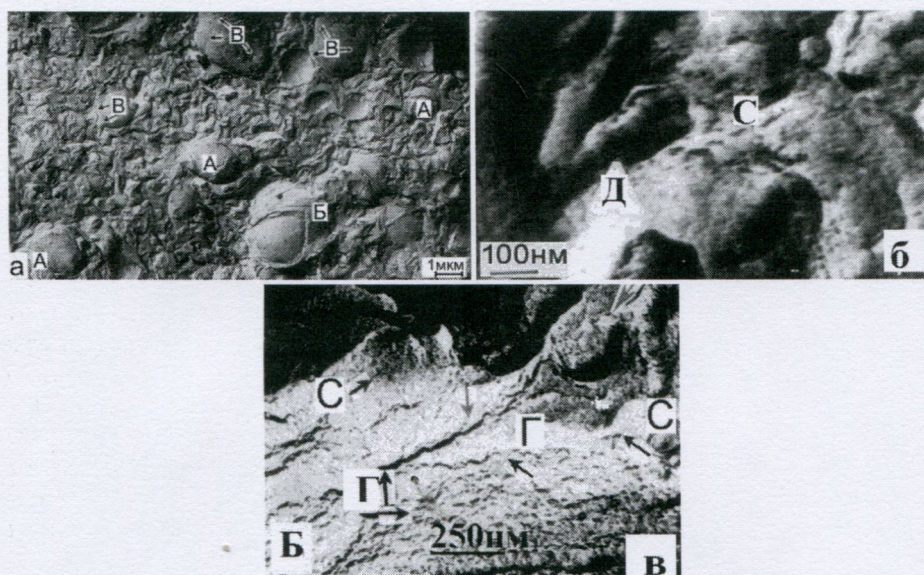 В В
В А
А
Б
А
а 1мкм
С
Д
100нм б
С
Г С
Г
250нм
Б в